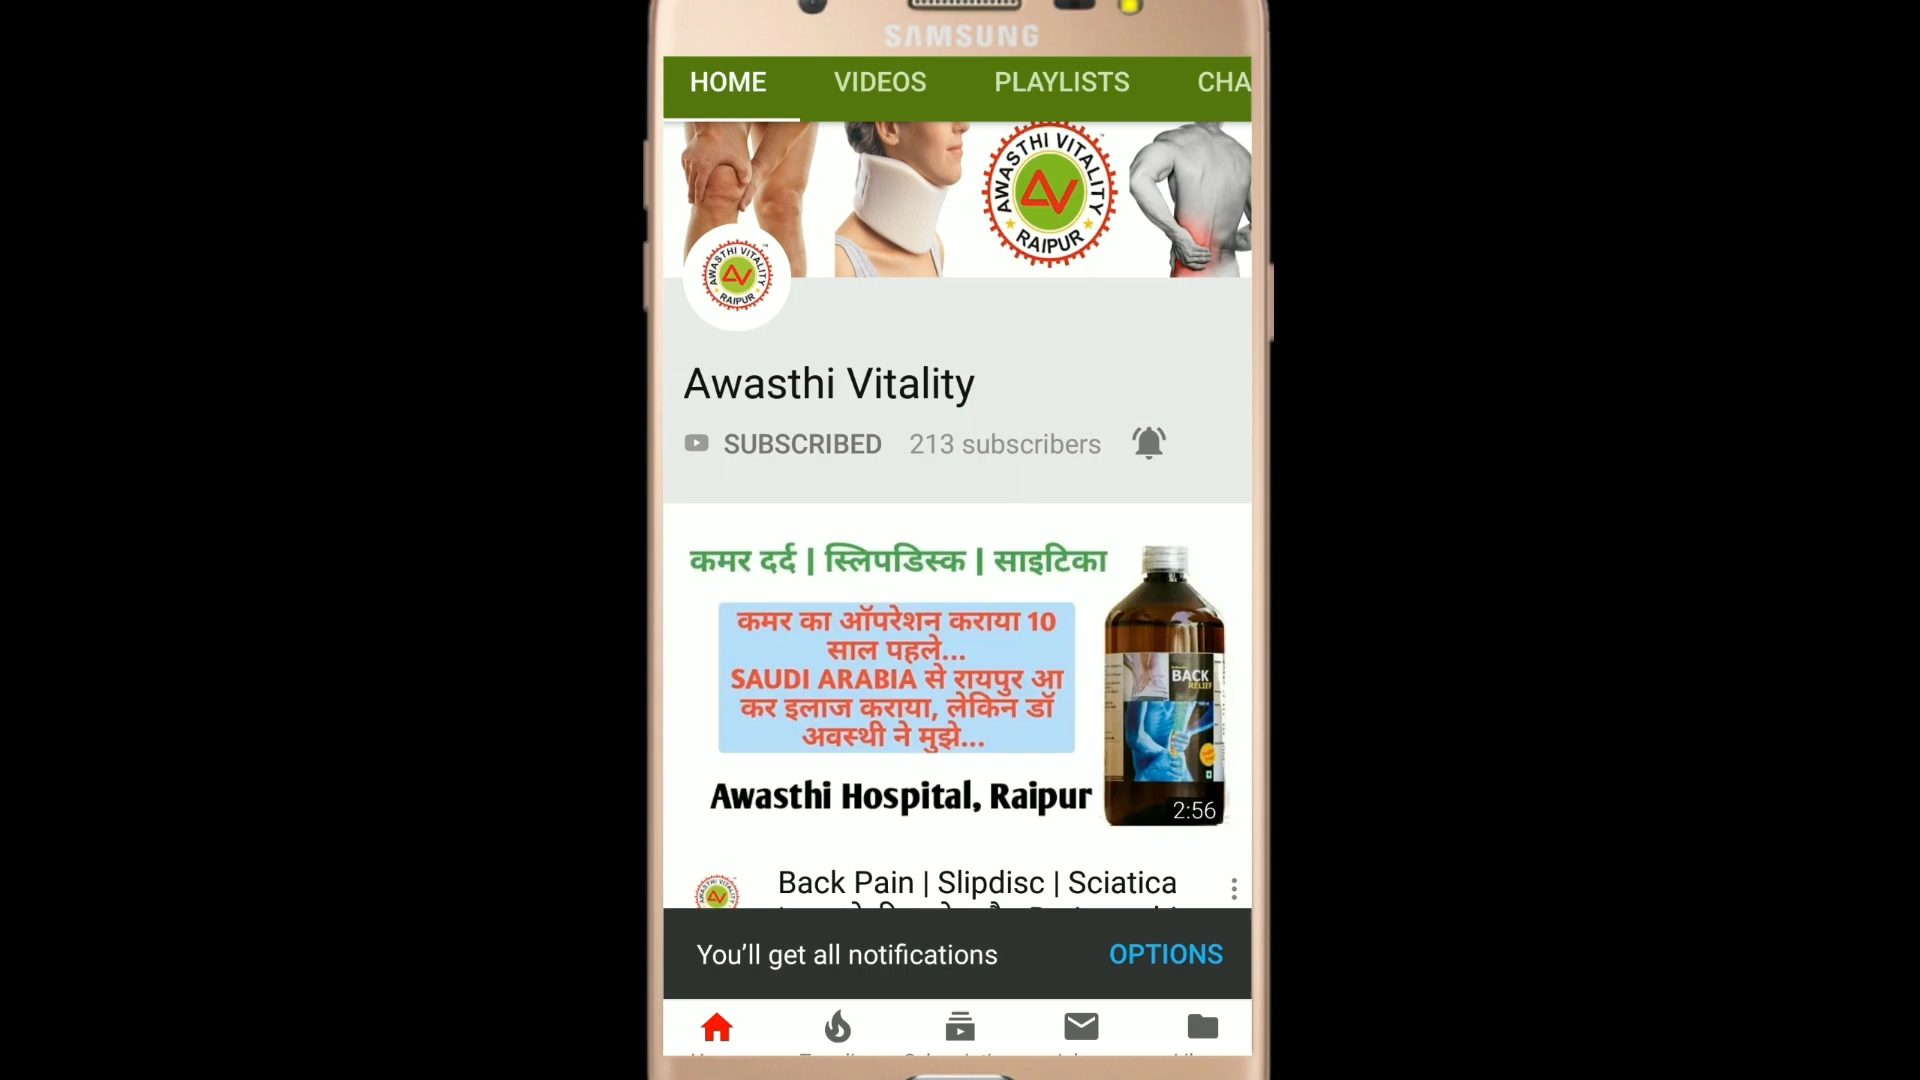 SAMSUNG
HOME VIDEOS PLAYLISTS CHA
AWASTHI VITALITY
RAIPUR
AWASTHI VITALITY
RAIPUR
Awasthi Vitality
SUBSCRIBED 213 subscribers
कमर दर्द | स्लिपडिस्क | साइटिका
कमर का ऑपरेशन कराया 10
साल पहले...
SAUDI ARABIA से रायपुर आ
कर इलाज कराया, लेकिन डॉ
अवस्थी ने मुझे...
BACK
RELIEF
Awasthi Hospital, Raipur
2:56
Back Pain | Slipdisc | Sciatica
You’ll get all notifications OPTIONS